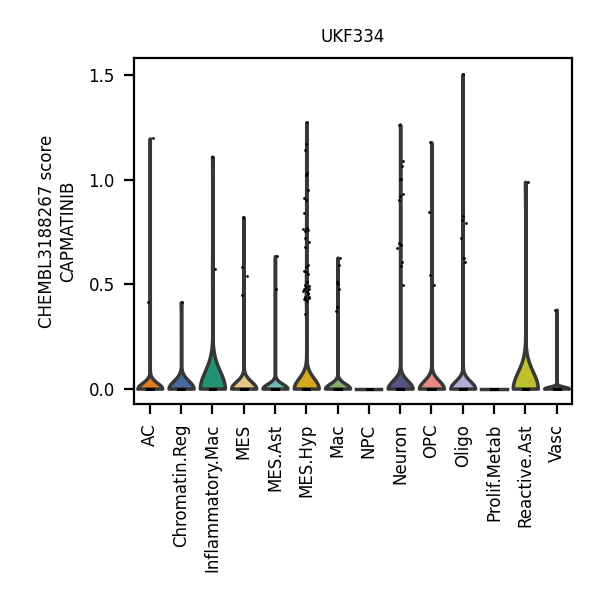 UKF334
CHEMBL3188267 score
CAPMATINIB
1.5
1.0
0.5
0.0
AC
Chromatin.Reg
Inflammatory.Mac
MES
MES.Ast
MES.Hyp
Mac
NPC
Neuron
OPC
Oligo
Prolif.Metab
Reactive.Ast
Vasc